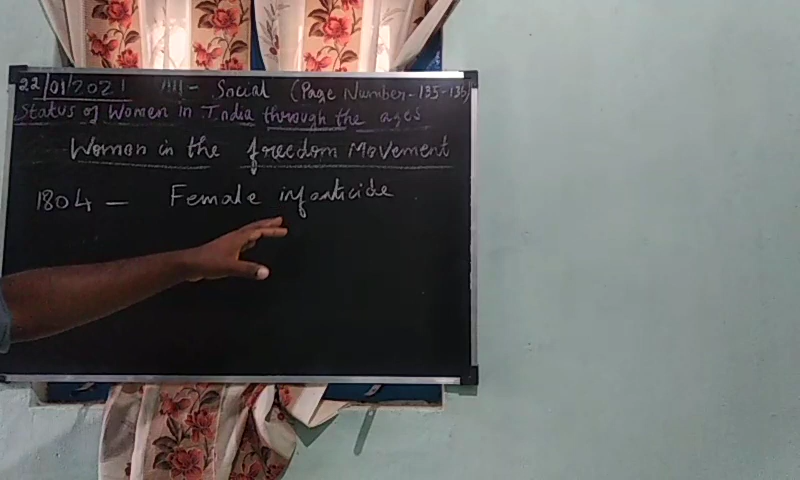 22/01/2021 VIII - Social (Page Number - 135-136)
Status of Women in India through the ages
Women in the freedom Movement
1804 — Female infanticide